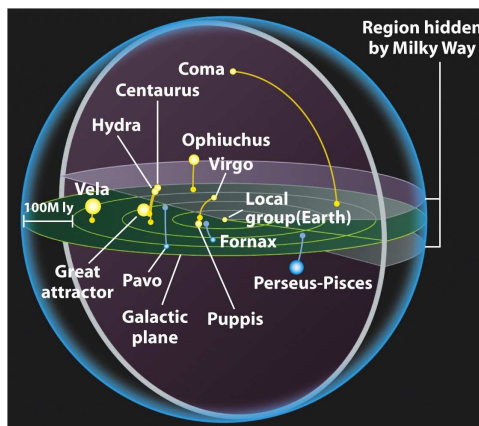 Region hidden
by Milky Way
Coma
Centaurus
Hydra
Ophiuchus
Virgo
Vela
Local
group(Earth)
100M ly
Fornax
Great
attractor
Pavo
Perseus-Pisces
Galactic
plane
Puppis